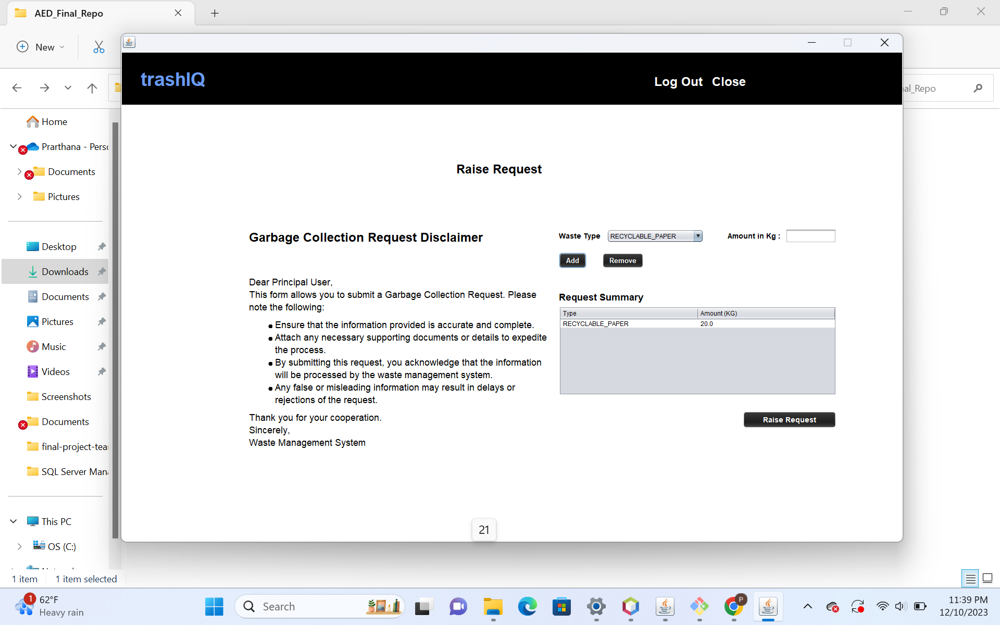 AED_Final_Repo
New
al_Repo
trashIQ
Log Out Close
Home
Prarthana - Perso
Documents
Pictures
Desktop
Downloads
Documents
Pictures
Music
Videos
Screenshots
Documents
final-project-tea
SQL Server Mana
This PC
OS (C:)
1 item
1 item selected
Raise Request
Garbage Collection Request Disclaimer
Dear Principal User,
This form allows you to submit a Garbage Collection Request. Please
note the following:
Ensure that the information provided is accurate and complete.
Attach any necessary supporting documents or details to expedite
the process.
By submitting this request, you acknowledge that the information
will be processed by the waste management system.
Any false or misleading information may result in delays or
rejections of the request.
Thank you for your cooperation.
Sincerely,
Waste Management System
Waste Type RECYCLABLE_PAPER Amount in Kg :
Add Remove
Request Summary
Type Amount (KG)
RECYCLABLE_PAPER 20.0
Raise Request
21
1
62°F
Heavy rain
Search
P
11:39 PM
12/10/2023